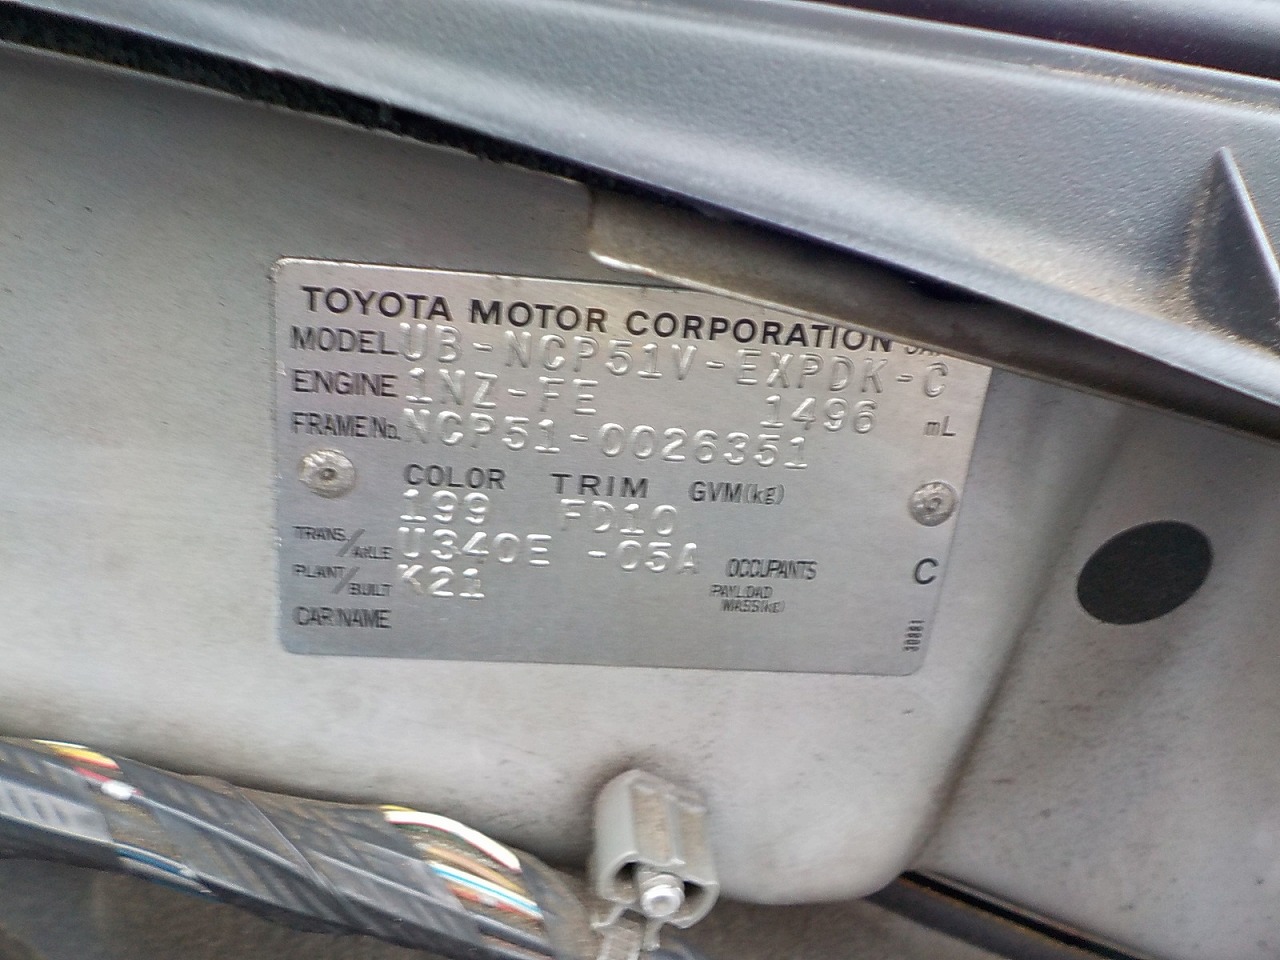 TOYOTA MOTOR CORPORATION
MODEL UB-NCP51V-EXPDK-C
ENGINE 1NZ-FE 1496 mL
FRAME No. NCP51-0026351
COLOR TRIM GVM(kg)
199 FD10
TRANS./AXLE U340E -05A OCCUPANTS C
PLANT/BUILT K21 PAYLOAD MASS(kg)
CAR NAME
30881